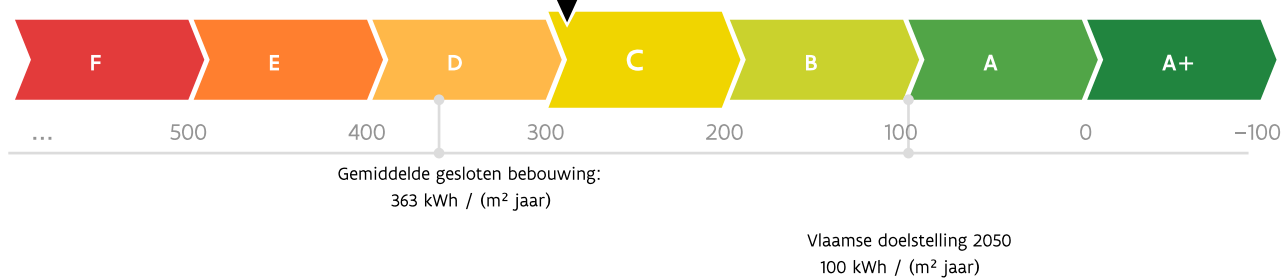 F E D C B A A+
... 500 400 300 200 100 0 −100
Gemiddelde gesloten bebouwing:
363 kWh / (m² jaar)
Vlaamse doelstelling 2050
100 kWh / (m² jaar)